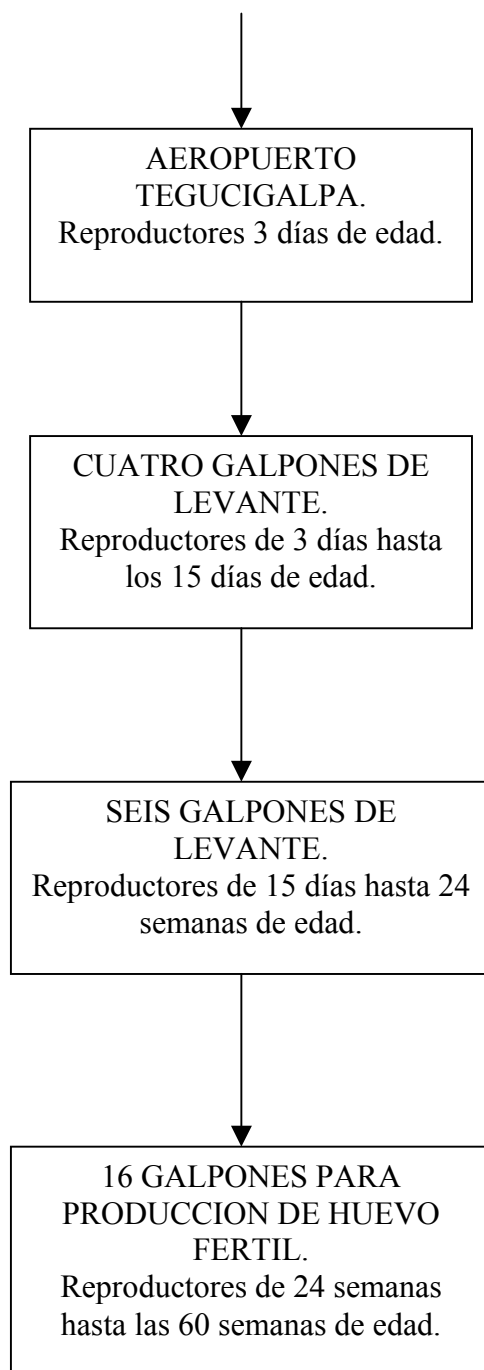 AEROPUERTO
TEGUCIGALPA.
Reproductores 3 días de edad.
CUATRO GALPONES DE
LEVANTE.
Reproductores de 3 días hasta
los 15 días de edad.
SEIS GALPONES DE
LEVANTE.
Reproductores de 15 días hasta 24
semanas de edad.
16 GALPONES PARA
PRODUCCION DE HUEVO
FERTIL.
Reproductores de 24 semanas
hasta las 60 semanas de edad.